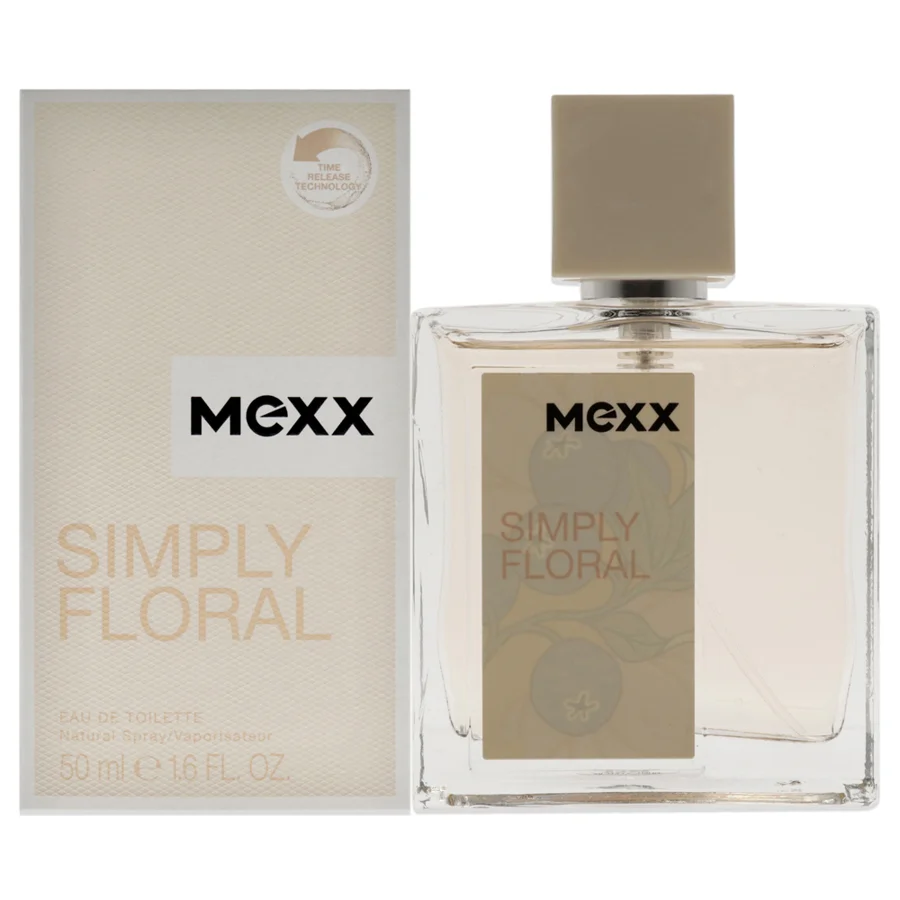 TIME
RELEASE
TECHNOLOGY
MEXX
SIMPLY
FLORAL
EAU DE TOILETTE
Natural Spray/Vaporisateur
50 ml ℮ 1.6 FL. OZ.
MEXX
SIMPLY
FLORAL